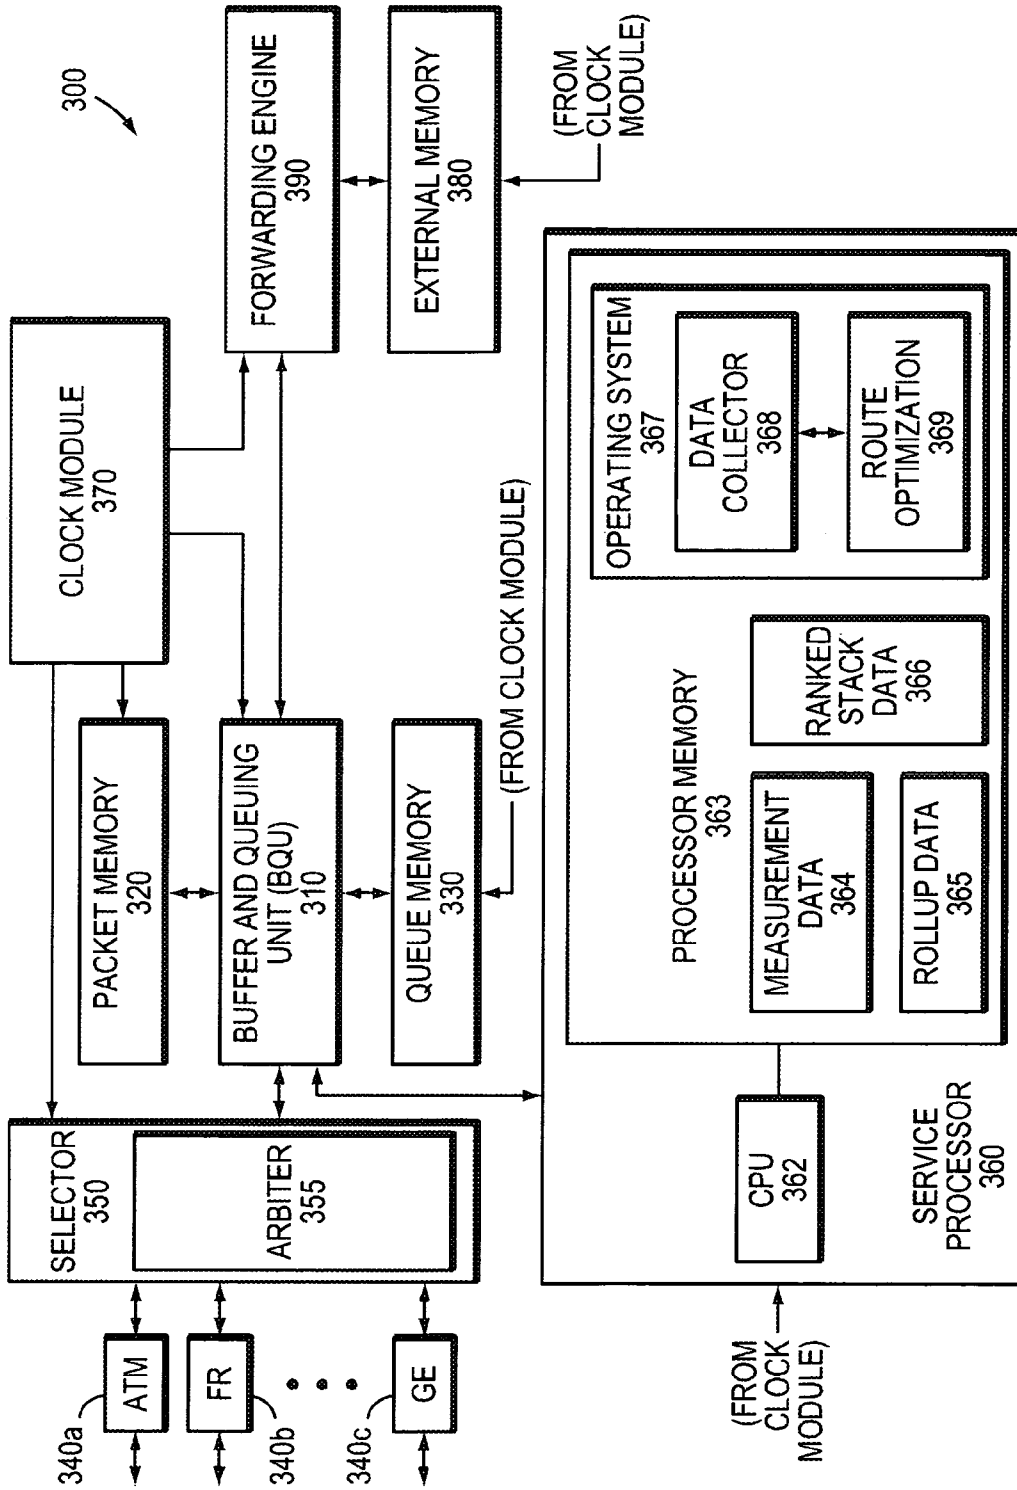 300
CLOCK MODULE
370
SELECTOR
350
ARBITER
355
340a
ATM
340b
FR
340c
GE
PACKET MEMORY
320
BUFFER AND QUEUING
UNIT (BQU)
310
QUEUE MEMORY
330
(FROM CLOCK MODULE)
FORWARDING ENGINE
390
EXTERNAL MEMORY
380
(FROM
CLOCK
MODULE)
(FROM
CLOCK
MODULE)
CPU
362
SERVICE
PROCESSOR
360
PROCESSOR MEMORY
363
MEASUREMENT
DATA
364
ROLLUP DATA
365
RANKED
STACK
DATA
366
OPERATING SYSTEM
367
DATA
COLLECTOR
368
ROUTE
OPTIMIZATION
369